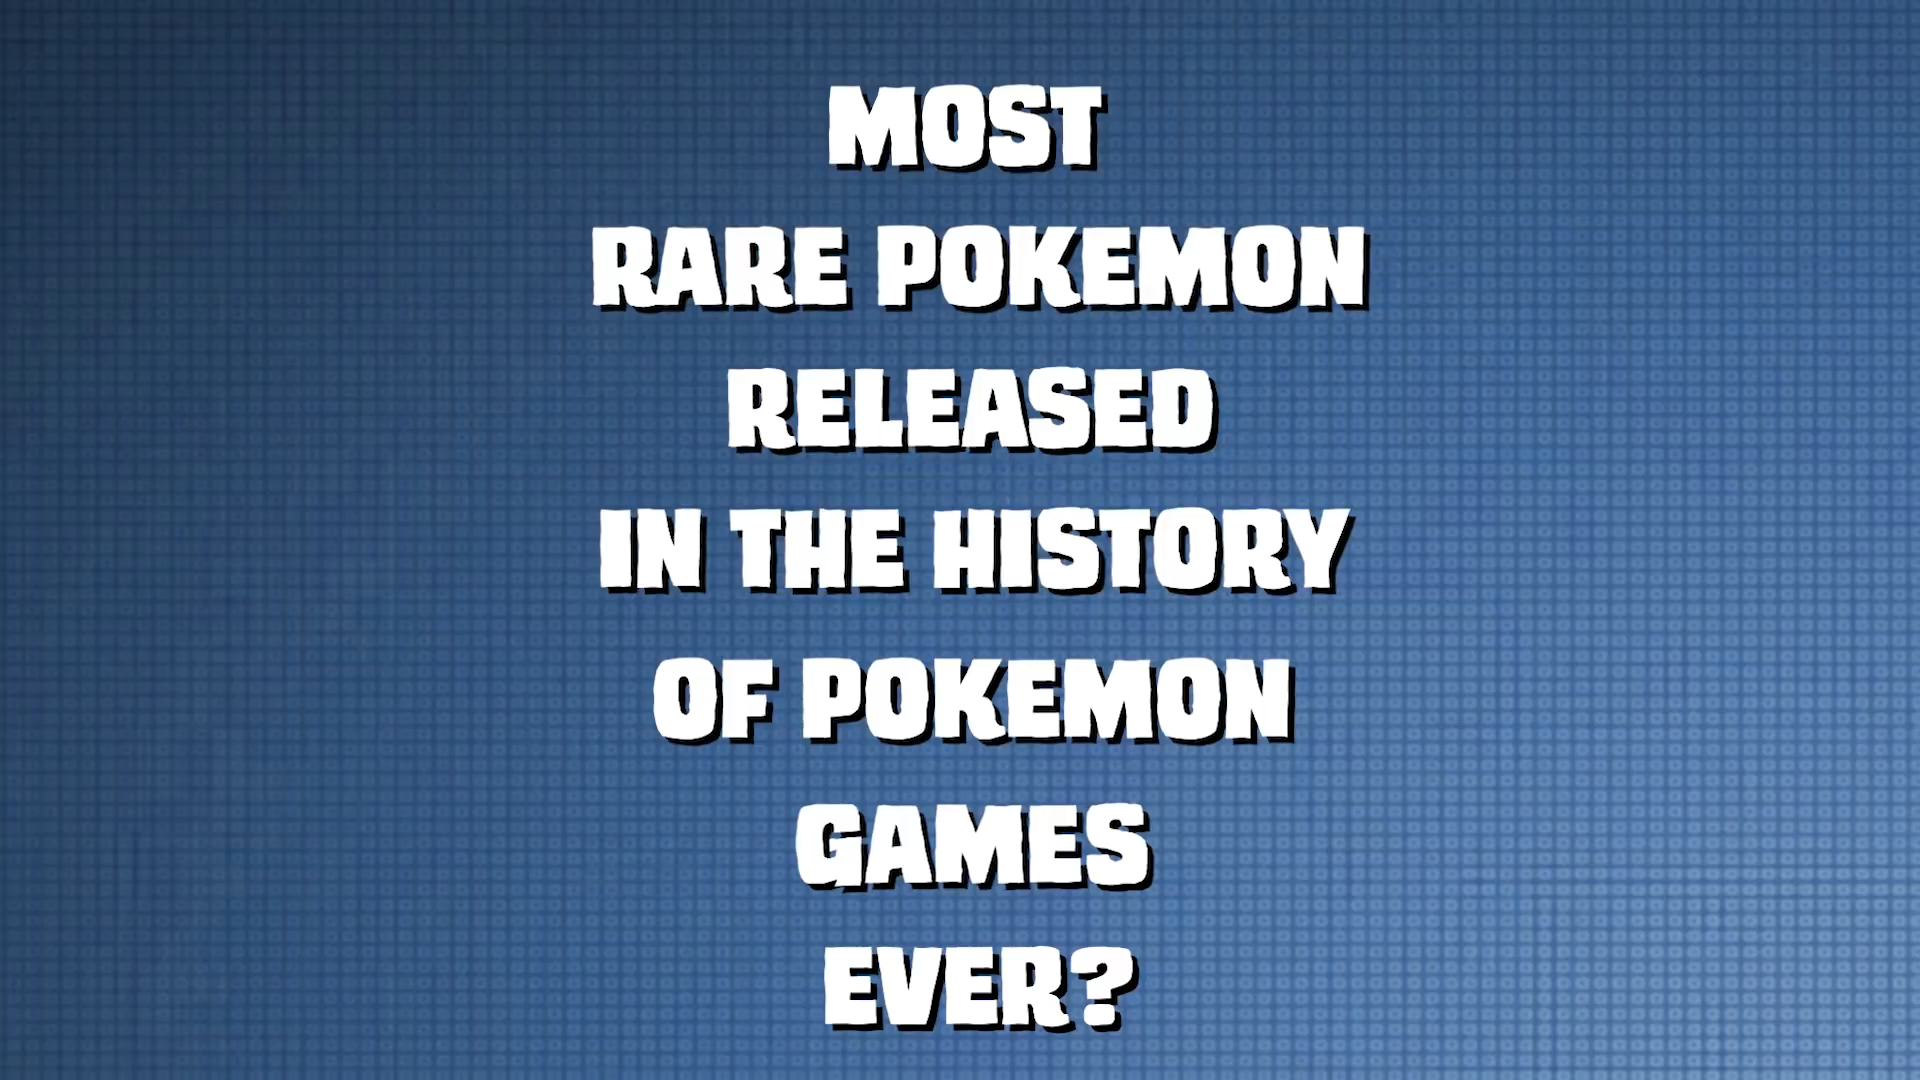 MOST
RARE POKEMON
RELEASED
IN THE HISTORY
OF POKEMON
GAMES
EVER?